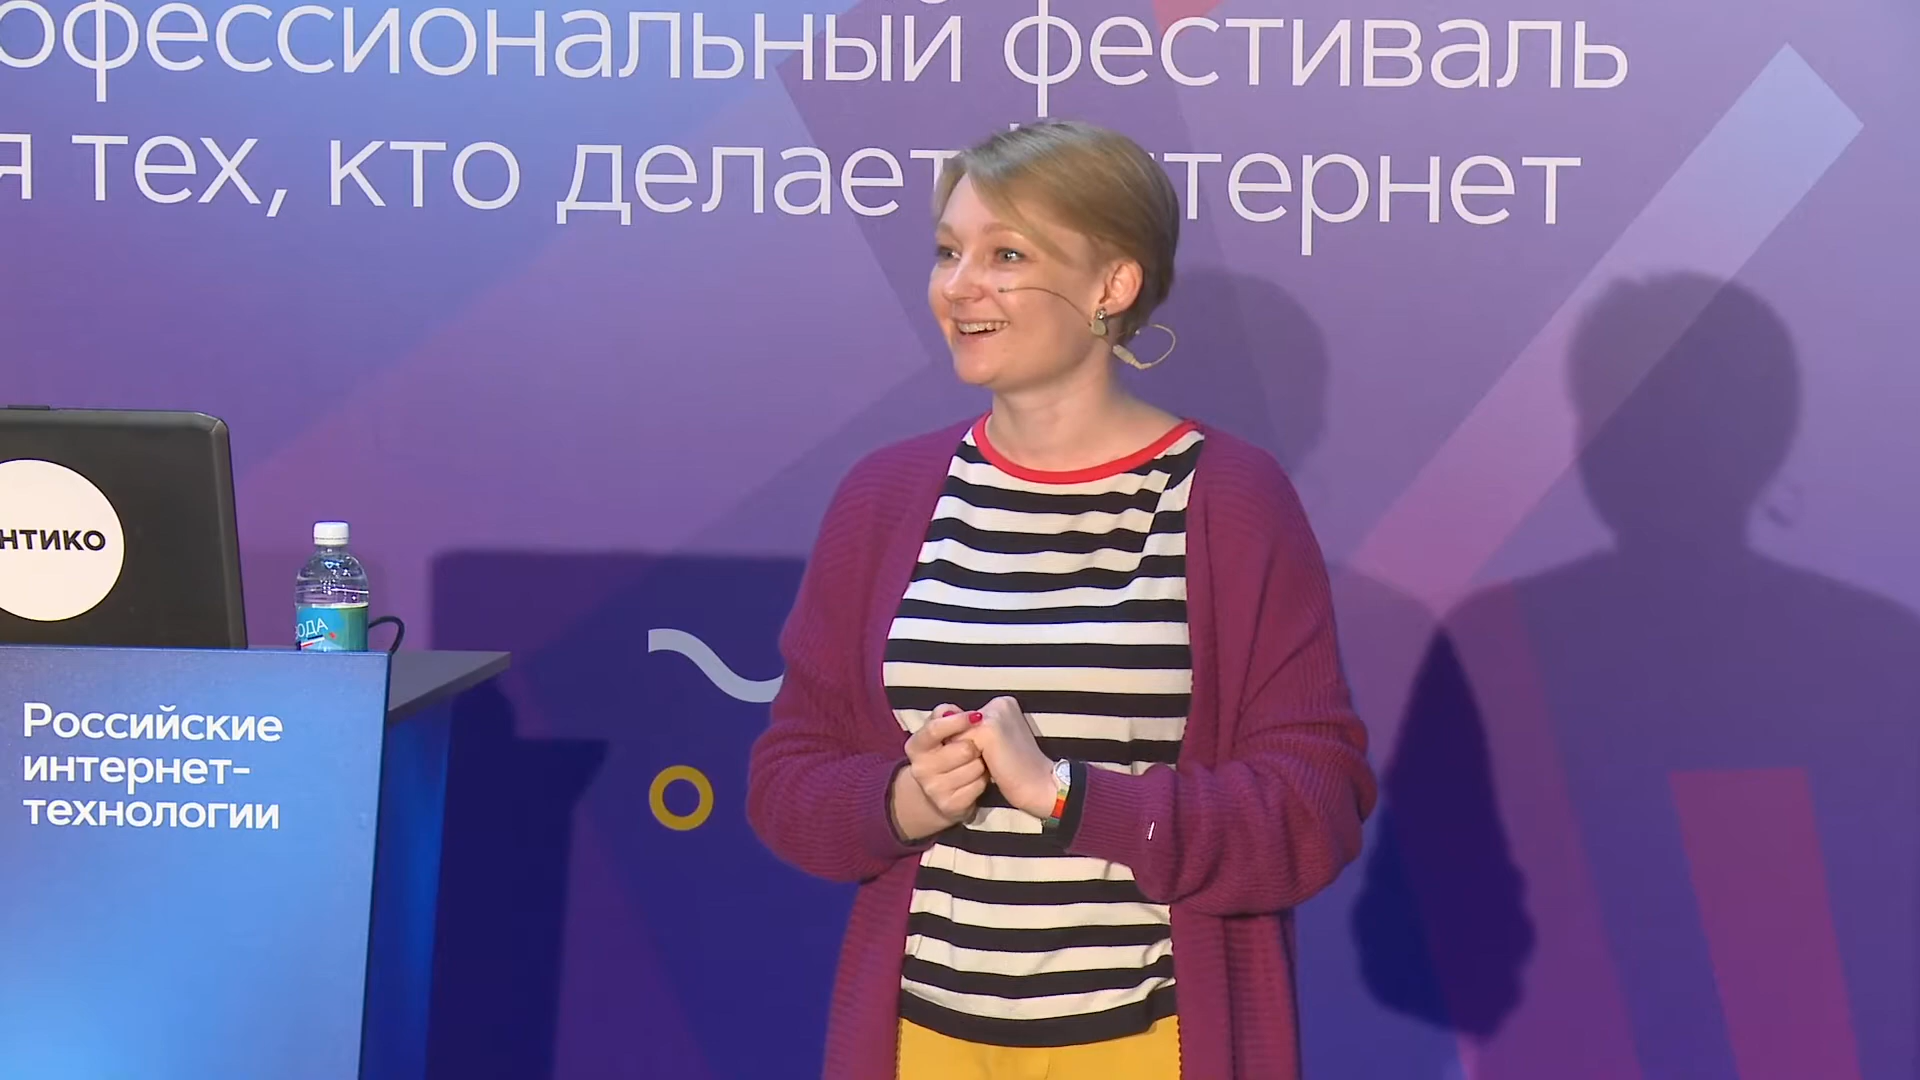 офессиональный фестиваль
я тех, кто делает тернет
нтико
ВОДА
Российские
интернет-
технологии